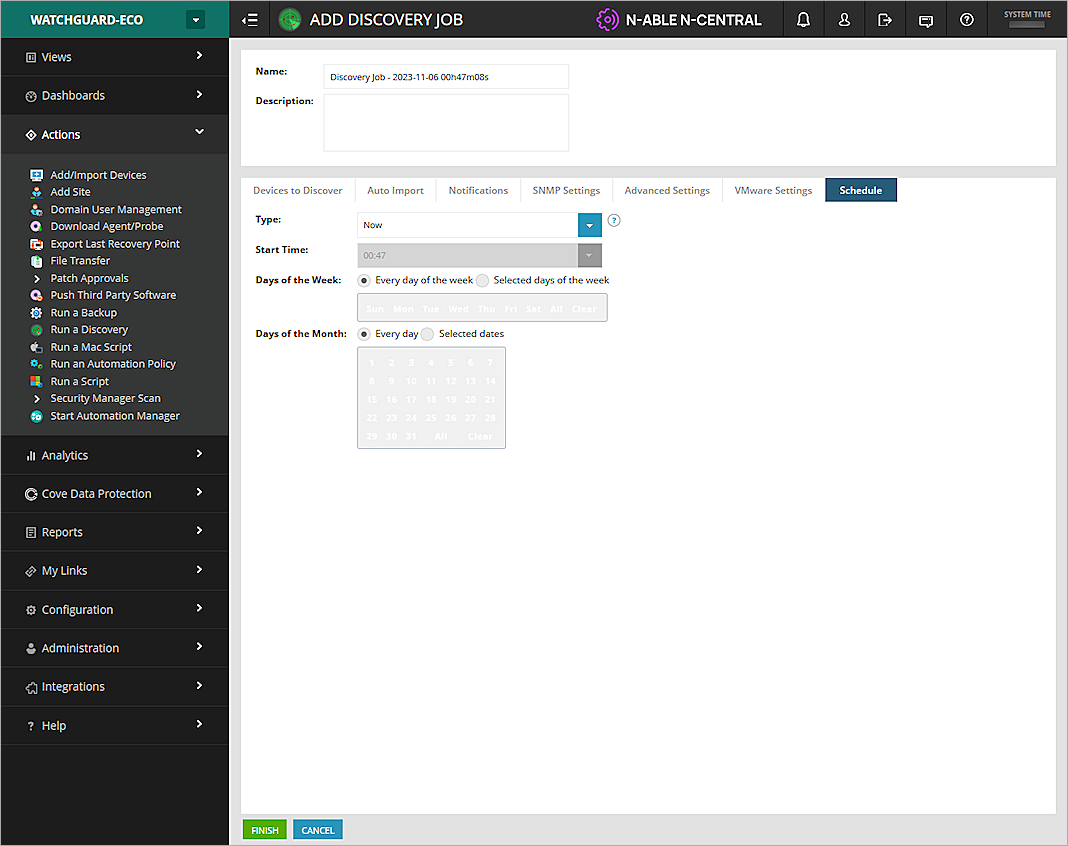 WATCHGUARD-ECO
ADD DISCOVERY JOB
N-ABLE N-CENTRAL
SYSTEM TIME
Views
Dashboards
Actions
Add/Import Devices
Add Site
Domain User Management
Download Agent/Probe
Export Last Recovery Point
File Transfer
Patch Approvals
Push Third Party Software
Run a Backup
Run a Discovery
Run a Mac Script
Run an Automation Policy
Run a Script
Security Manager Scan
Start Automation Manager
Analytics
Cove Data Protection
Reports
My Links
Configuration
Administration
Integrations
Help
Name: Discovery Job - 2023-11-06 00h47m08s
Description:
Devices to Discover Auto Import Notifications SNMP Settings Advanced Settings VMware Settings Schedule
Type: Now
Start Time: 00:47
Days of the Week: Every day of the week Selected days of the week
Sun Mon Tue Wed Thu Fri Sat All Clear
Days of the Month: Every day Selected dates
1 2 3 4 5 6 7
8 9 10 11 12 13 14
15 16 17 18 19 20 21
22 23 24 25 26 27 28
29 30 31 All Clear
FINISH CANCEL